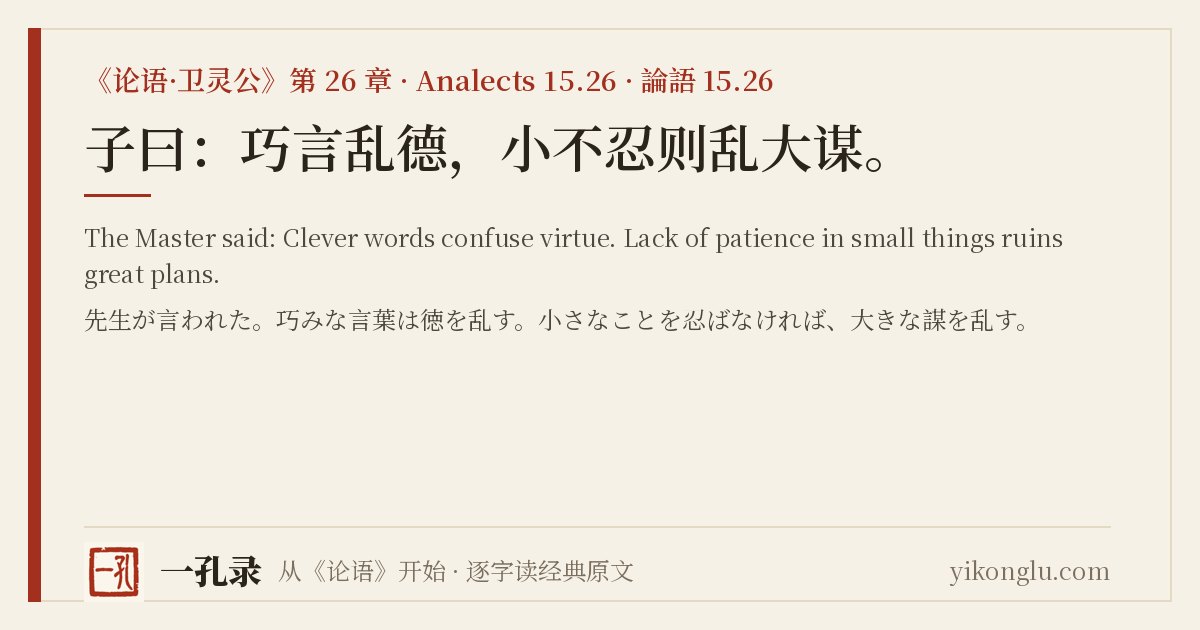 《论语·卫灵公》第 26 章 · Analects 15.26 · 論語 15.26
子曰：巧言乱德，小不忍则乱大谋。
The Master said: Clever words confuse virtue. Lack of patience in small things ruins
great plans.
先生が言われた。巧みな言葉は徳を乱す。小さなことを忍ばなければ、大きな謀を乱す。
一孔
一孔录 从《论语》开始 · 逐字读经典原文 yikonglu.com